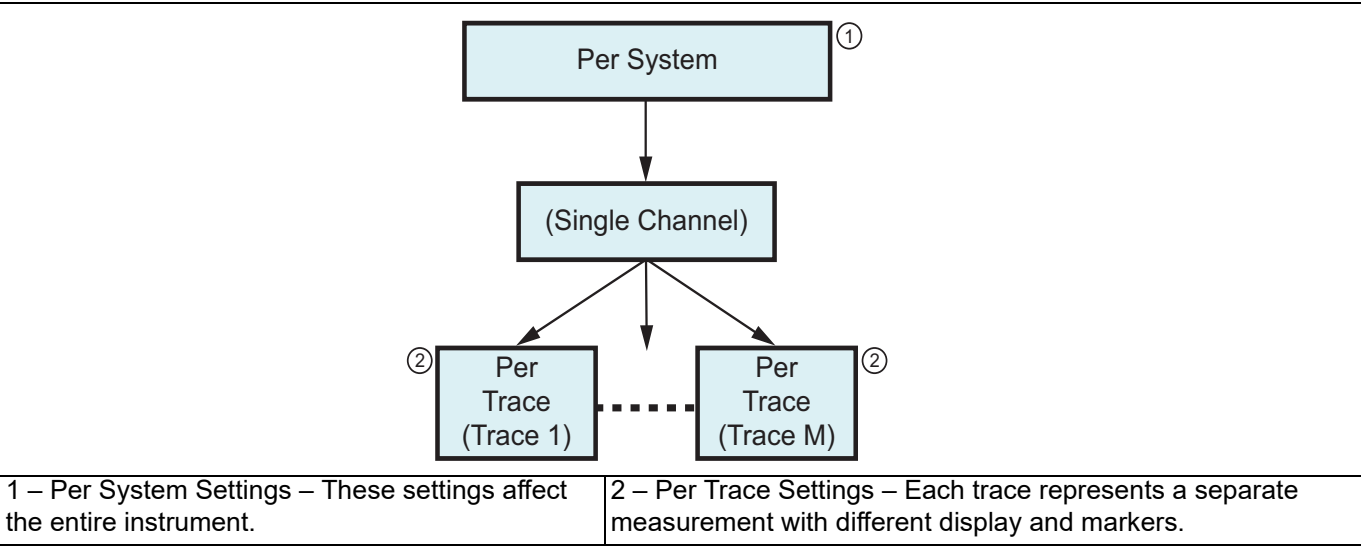 Per System
①
(Single Channel)
②
Per
Trace
(Trace 1)
Per
Trace
(Trace M)
②
1 – Per System Settings – These settings affect
the entire instrument.
2 – Per Trace Settings – Each trace represents a separate
measurement with different display and markers.